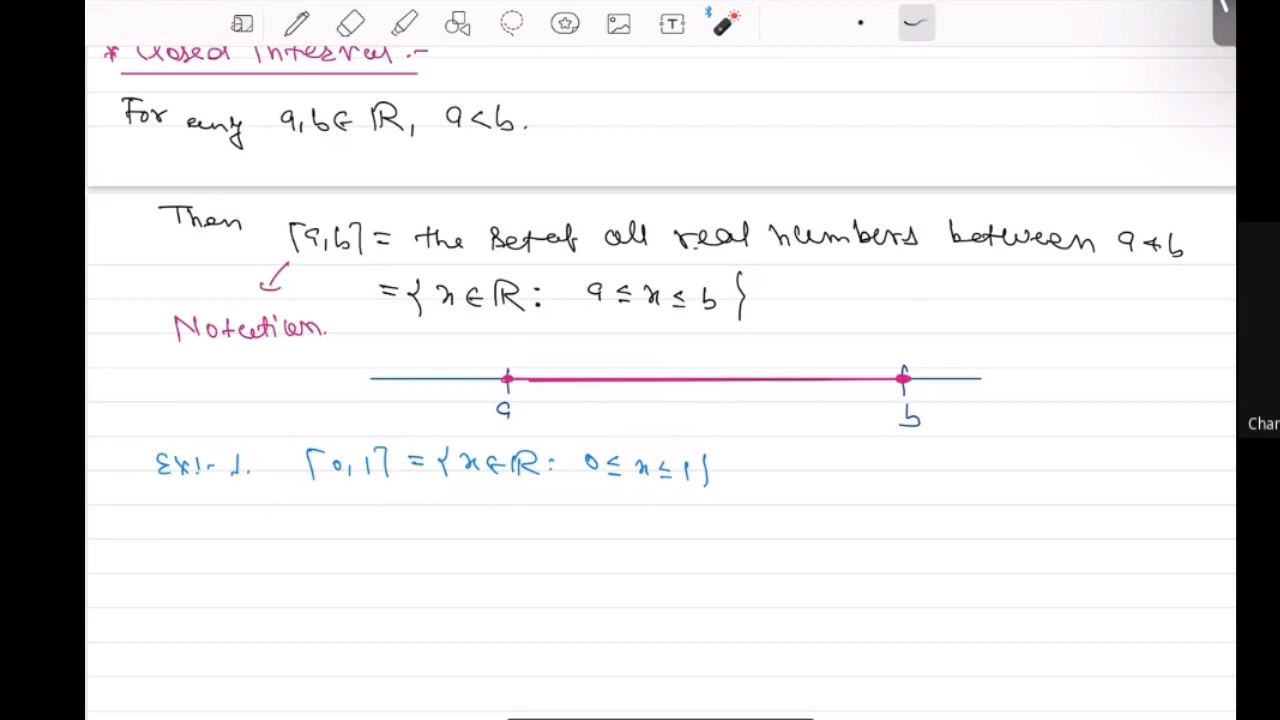 * Closed Interval :-
For any a, b ∈ ℝ, a < b.
Then [a, b] = the set of all real numbers between a & b
= { x ∈ ℝ : a ≤ x ≤ b }
Notation.
a b
Ex:- 1. [0, 1] = { x ∈ ℝ : 0 ≤ x ≤ 1 }
Char